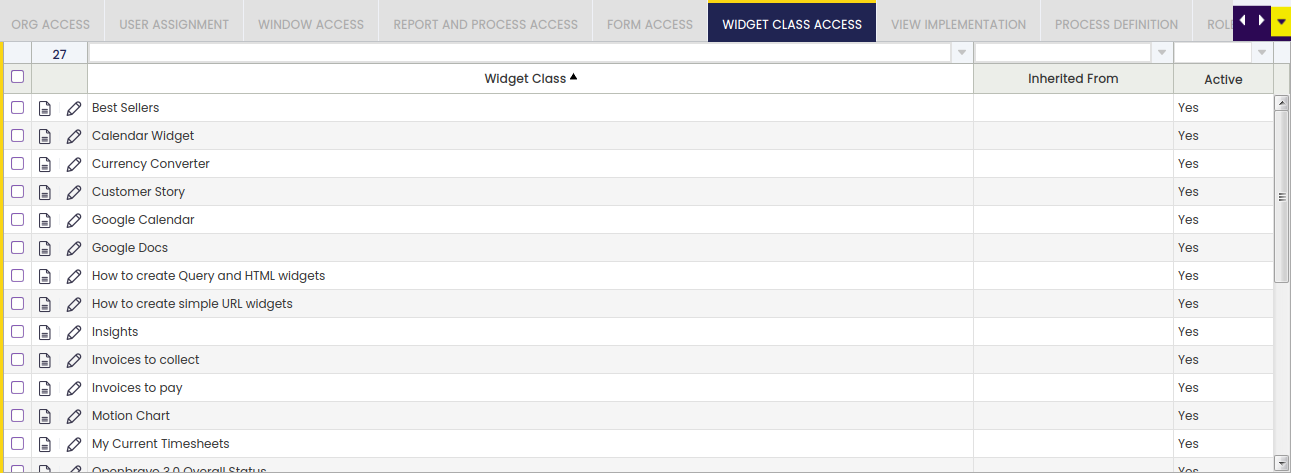 ORG ACCESS USER ASSIGNMENT WINDOW ACCESS REPORT AND PROCESS ACCESS FORM ACCESS WIDGET CLASS ACCESS VIEW IMPLEMENTATION PROCESS DEFINITION ROL
27
Widget Class Inherited From Active
Best Sellers Yes
Calendar Widget Yes
Currency Converter Yes
Customer Story Yes
Google Calendar Yes
Google Docs Yes
How to create Query and HTML widgets Yes
How to create simple URL widgets Yes
Insights Yes
Invoices to collect Yes
Invoices to pay Yes
Motion Chart Yes
My Current Timesheets Yes
Openbravo 3.0 Overall Status Yes